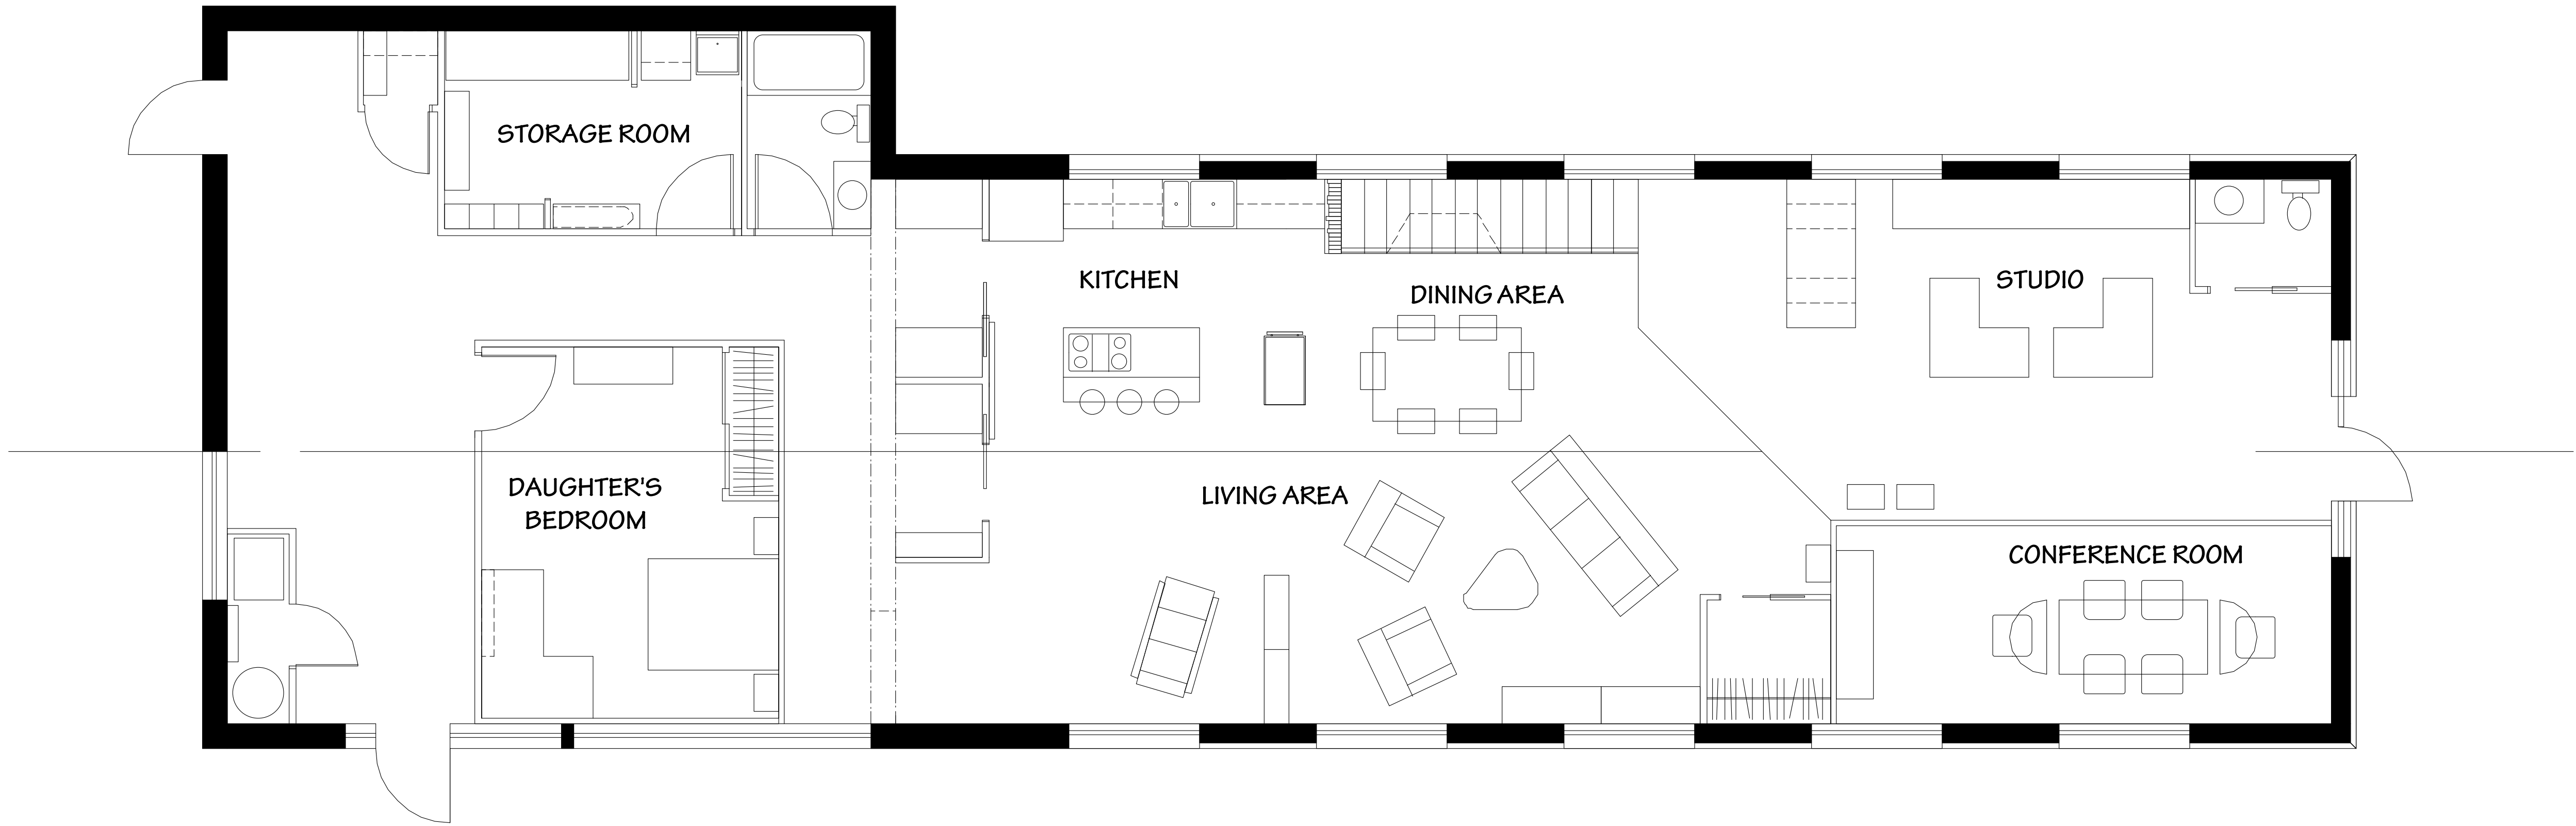 STORAGE ROOM
KITCHEN
DINING AREA
STUDIO
DAUGHTER'S
BEDROOM
LIVING AREA
CONFERENCE ROOM